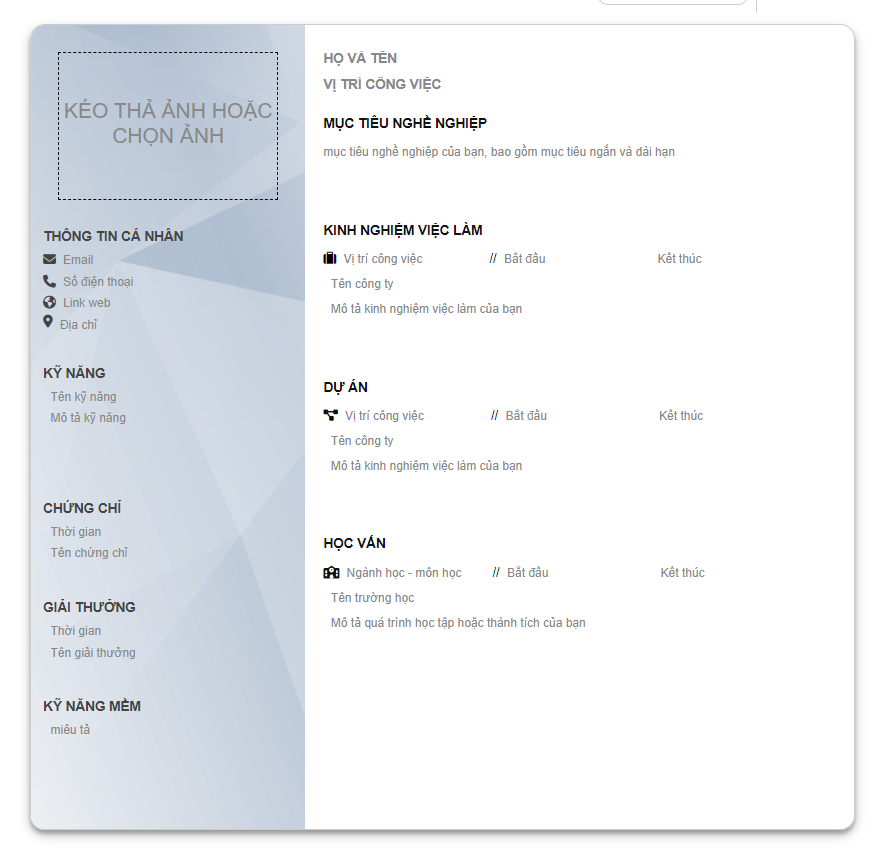 KÉO THẢ ẢNH HOẶC
CHỌN ẢNH
THÔNG TIN CÁ NHÂN
Email
Số điện thoại
Link web
Địa chỉ
KỸ NĂNG
Tên kỹ năng
Mô tả kỹ năng
CHỨNG CHỈ
Thời gian
Tên chứng chỉ
GIẢI THƯỞNG
Thời gian
Tên giải thưởng
KỸ NĂNG MỀM
miêu tả
HỌ VÀ TÊN
VỊ TRÍ CÔNG VIỆC
MỤC TIÊU NGHỀ NGHIỆP
mục tiêu nghề nghiệp của bạn, bao gồm mục tiêu ngắn và dài hạn
KINH NGHIỆM VIỆC LÀM
Vị trí công việc // Bắt đầu Kết thúc
Tên công ty
Mô tả kinh nghiệm việc làm của bạn
DỰ ÁN
Vị trí công việc // Bắt đầu Kết thúc
Tên công ty
Mô tả kinh nghiệm việc làm của bạn
HỌC VẤN
Ngành học - môn học // Bắt đầu Kết thúc
Tên trường học
Mô tả quá trình học tập hoặc thành tích của bạn